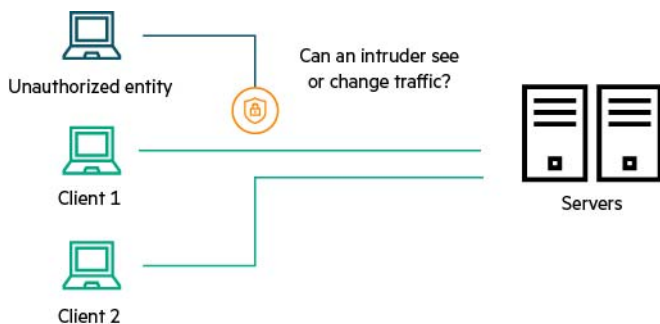 Unauthorized entity
Can an intruder see
or change traffic?
Client 1
Servers
Client 2